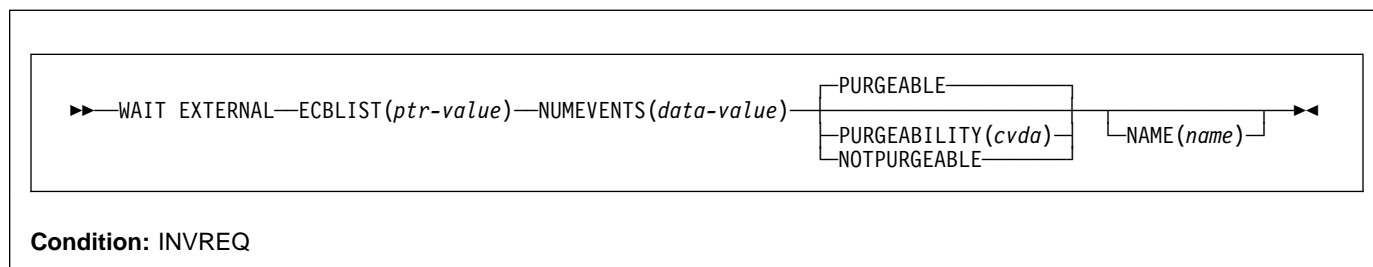 PURGEABLE
WAIT EXTERNAL ECBLIST(ptr-value) NUMEVENTS(data-value)
PURGEABILITY(cvda) NAME(name)
NOTPURGEABLE
Condition: INVREQ